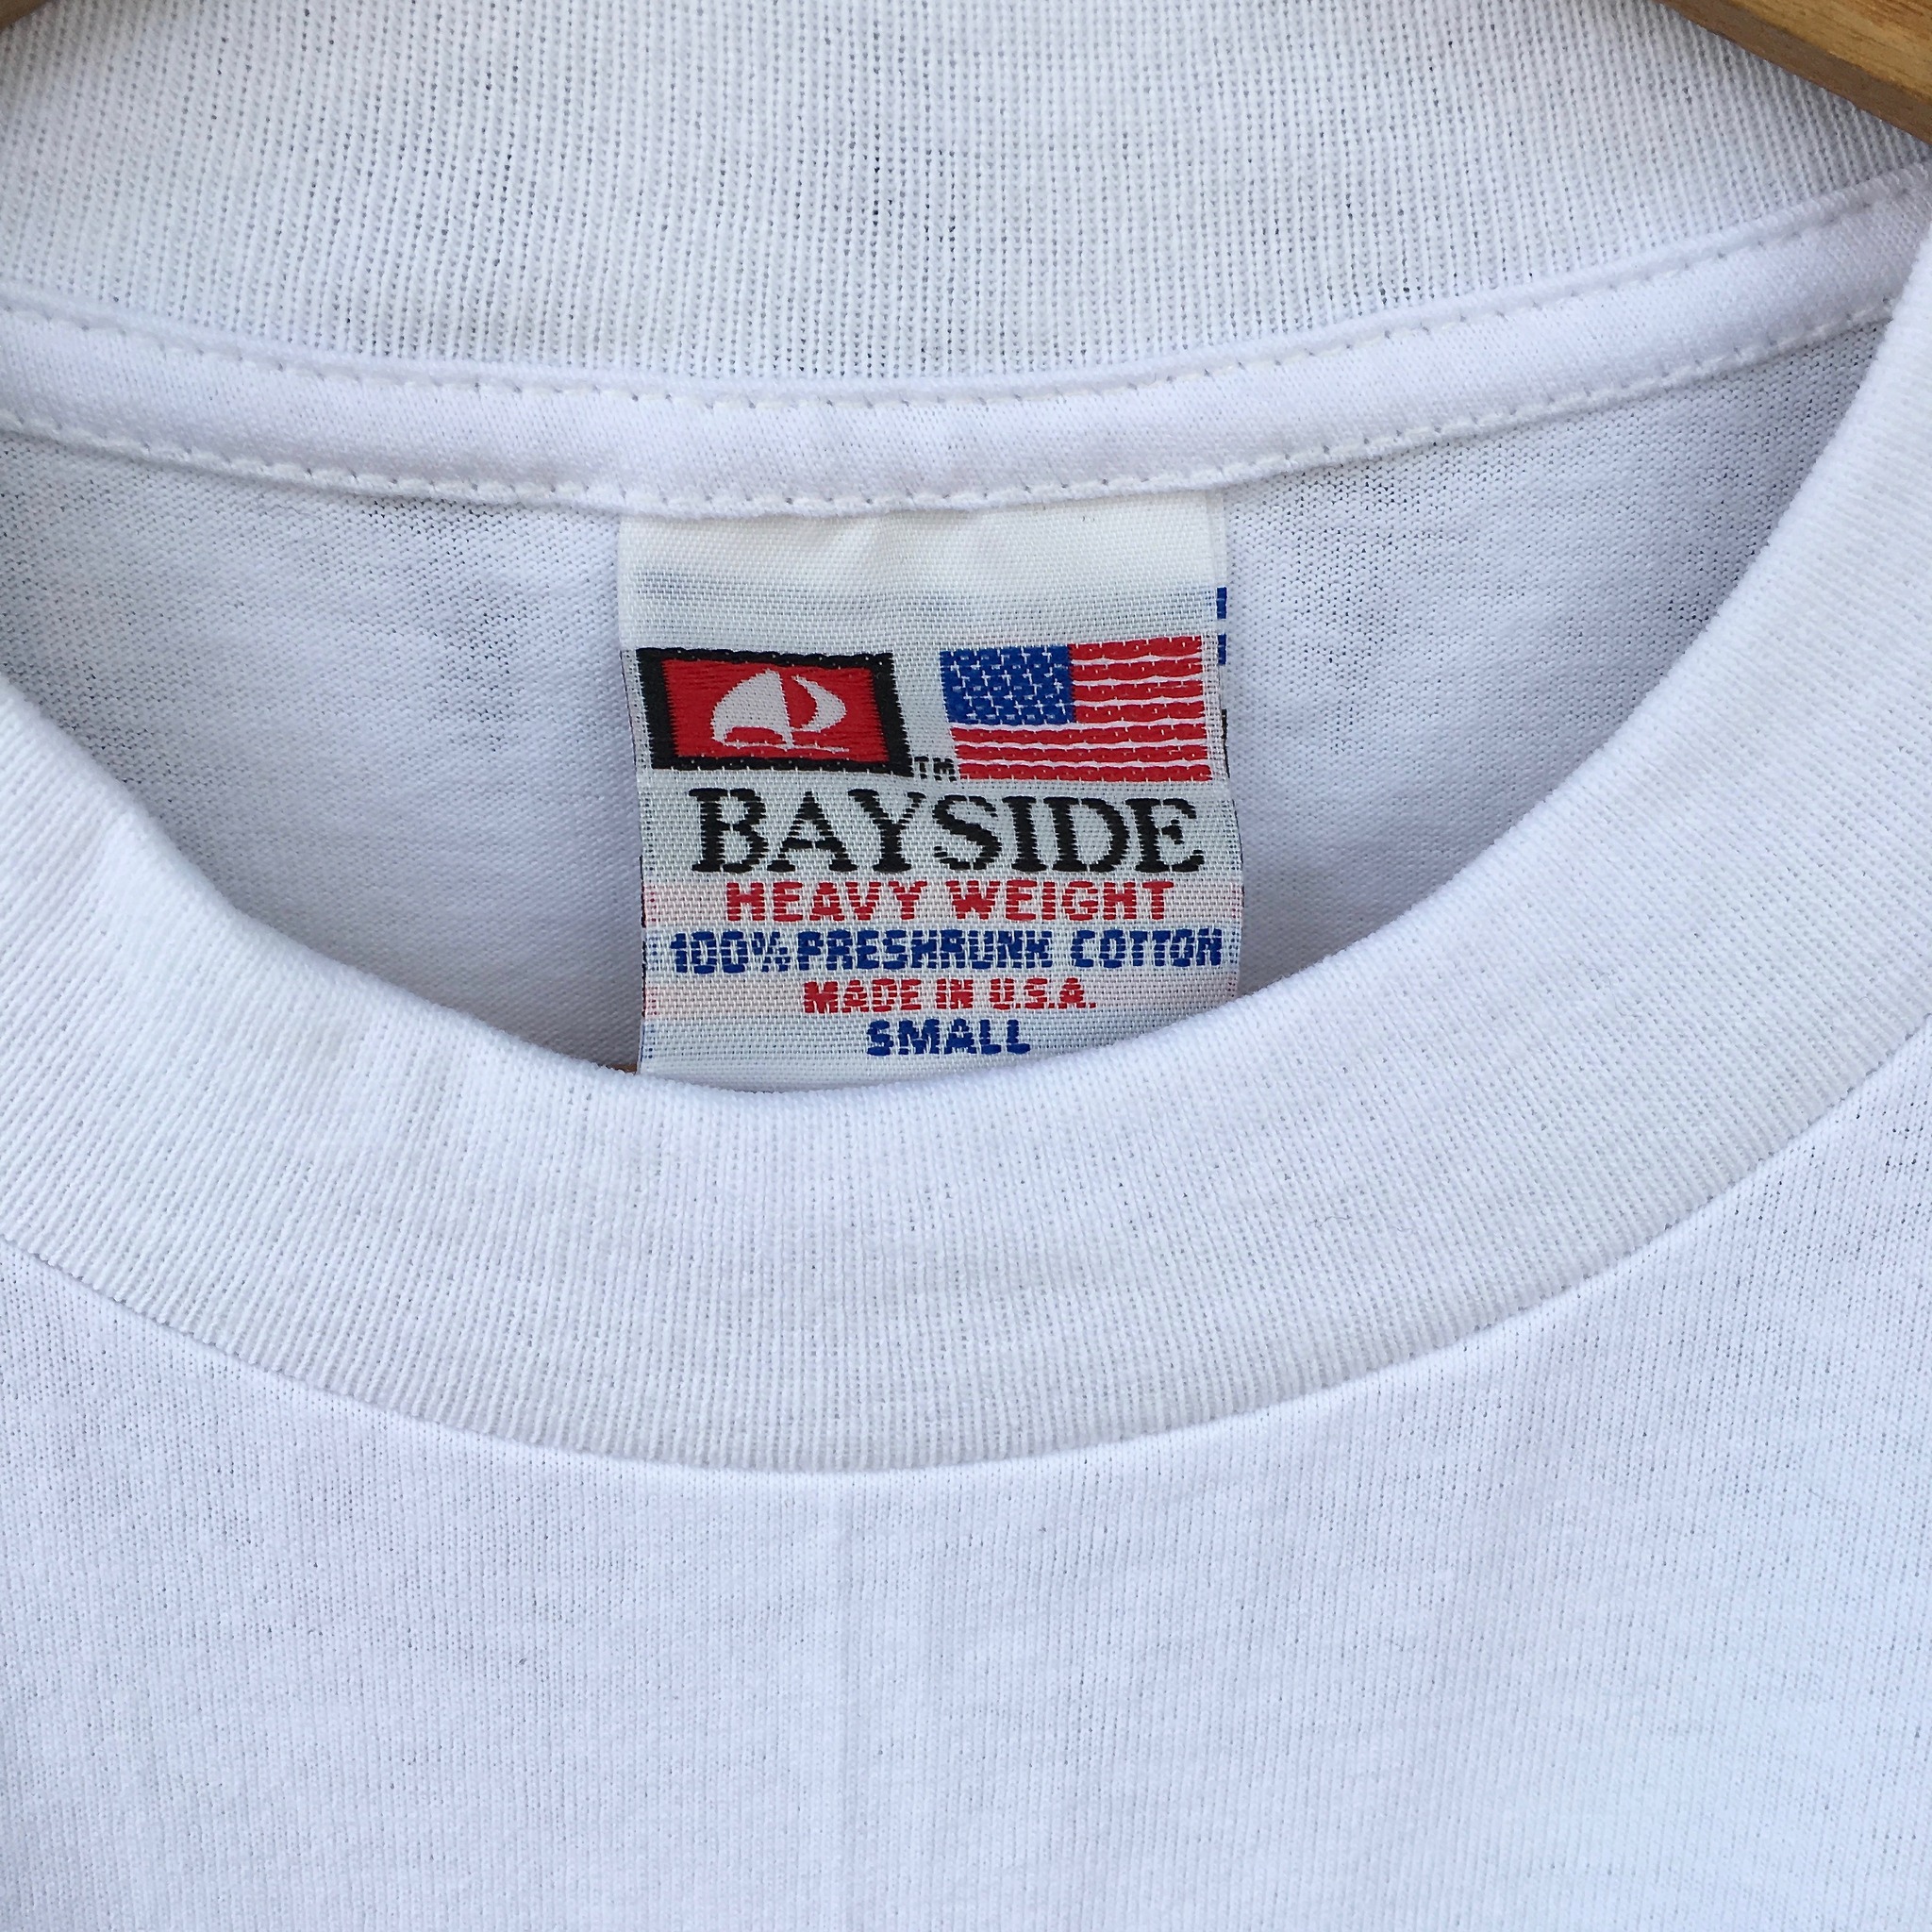 TM
BAYSIDE
HEAVY WEIGHT
100% PRESHRUNK COTTON
MADE IN U.S.A.
SMALL